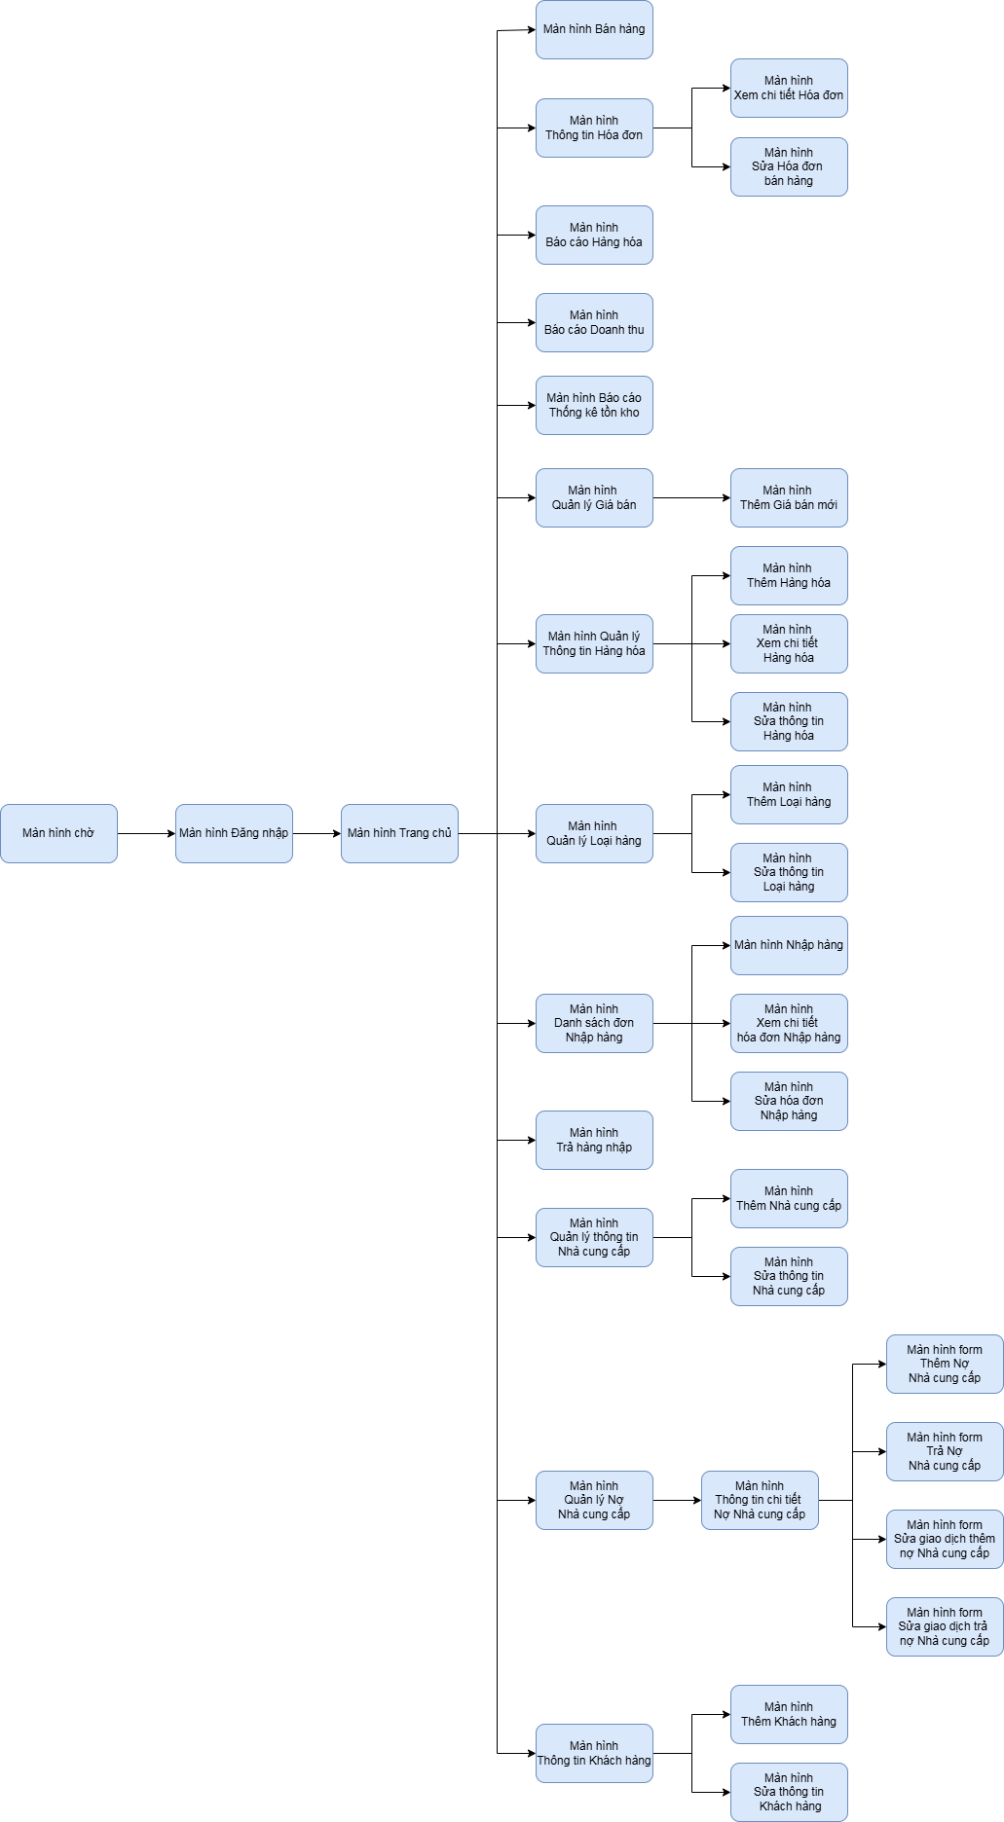 Màn hình Bán hàng
Màn hình
Thông tin Hóa đơn
Màn hình
Xem chi tiết Hóa đơn
Màn hình
Sửa Hóa đơn
bán hàng
Màn hình
Báo cáo Hàng hóa
Màn hình
Báo cáo Doanh thu
Màn hình Báo cáo
Thống kê tồn kho
Màn hình
Quản lý Giá bán
Màn hình
Thêm Giá bán mới
Màn hình Quản lý
Thông tin Hàng hóa
Màn hình
Thêm Hàng hóa
Màn hình
Xem chi tiết
Hàng hóa
Màn hình
Sửa thông tin
Hàng hóa
Màn hình chờ
Màn hình Đăng nhập
Màn hình Trang chủ
Màn hình
Quản lý Loại hàng
Màn hình
Thêm Loại hàng
Màn hình
Sửa thông tin
Loại hàng
Màn hình
Danh sách đơn
Nhập hàng
Màn hình Nhập hàng
Màn hình
Xem chi tiết
hóa đơn Nhập hàng
Màn hình
Sửa hóa đơn
Nhập hàng
Màn hình
Trả hàng nhập
Màn hình
Quản lý thông tin
Nhà cung cấp
Màn hình
Thêm Nhà cung cấp
Màn hình
Sửa thông tin
Nhà cung cấp
Màn hình
Quản lý Nợ
Nhà cung cấp
Màn hình
Thông tin chi tiết
Nợ Nhà cung cấp
Màn hình form
Thêm Nợ
Nhà cung cấp
Màn hình form
Trả Nợ
Nhà cung cấp
Màn hình form
Sửa giao dịch thêm
nợ Nhà cung cấp
Màn hình form
Sửa giao dịch trả
nợ Nhà cung cấp
Màn hình
Thông tin Khách hàng
Màn hình
Thêm Khách hàng
Màn hình
Sửa thông tin
Khách hàng